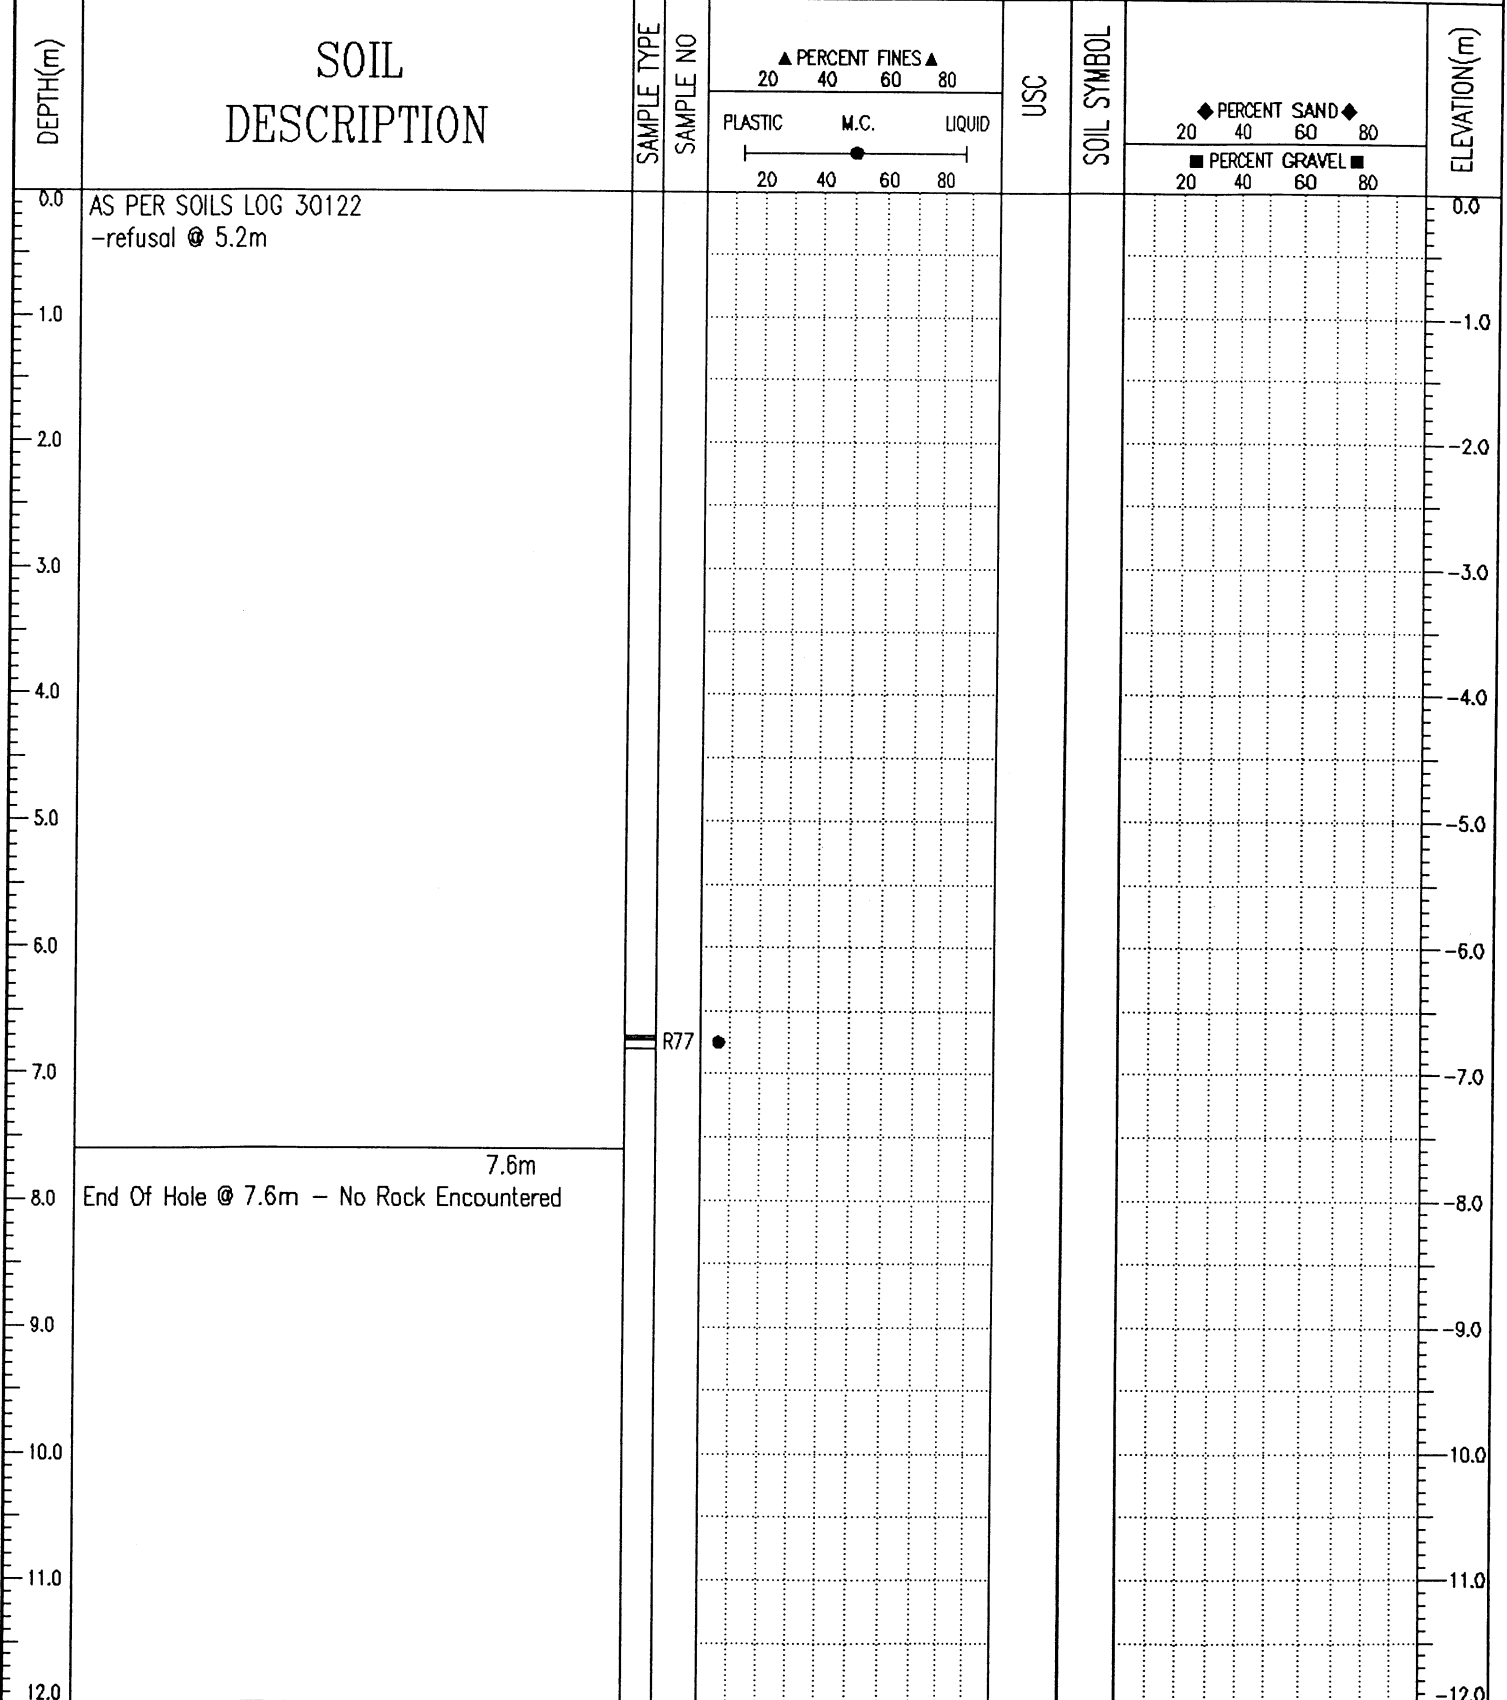 DEPTH(m)
SOIL
DESCRIPTION
SAMPLE TYPE
SAMPLE NO
▲ PERCENT FINES ▲
20 40 60 80
PLASTIC M.C. LIQUID
20 40 60 80
USC
SOIL SYMBOL
◆ PERCENT SAND ◆
20 40 60 80
■ PERCENT GRAVEL ■
20 40 60 80
ELEVATION(m)
0.0 AS PER SOILS LOG 30122 0.0
-refusal @ 5.2m
1.0 -1.0
2.0 -2.0
3.0 -3.0
4.0 -4.0
5.0 -5.0
6.0 -6.0
R77
7.0 -7.0
7.6m
8.0 End Of Hole @ 7.6m - No Rock Encountered -8.0
9.0 -9.0
10.0 -10.0
11.0 -11.0
12.0 -12.0